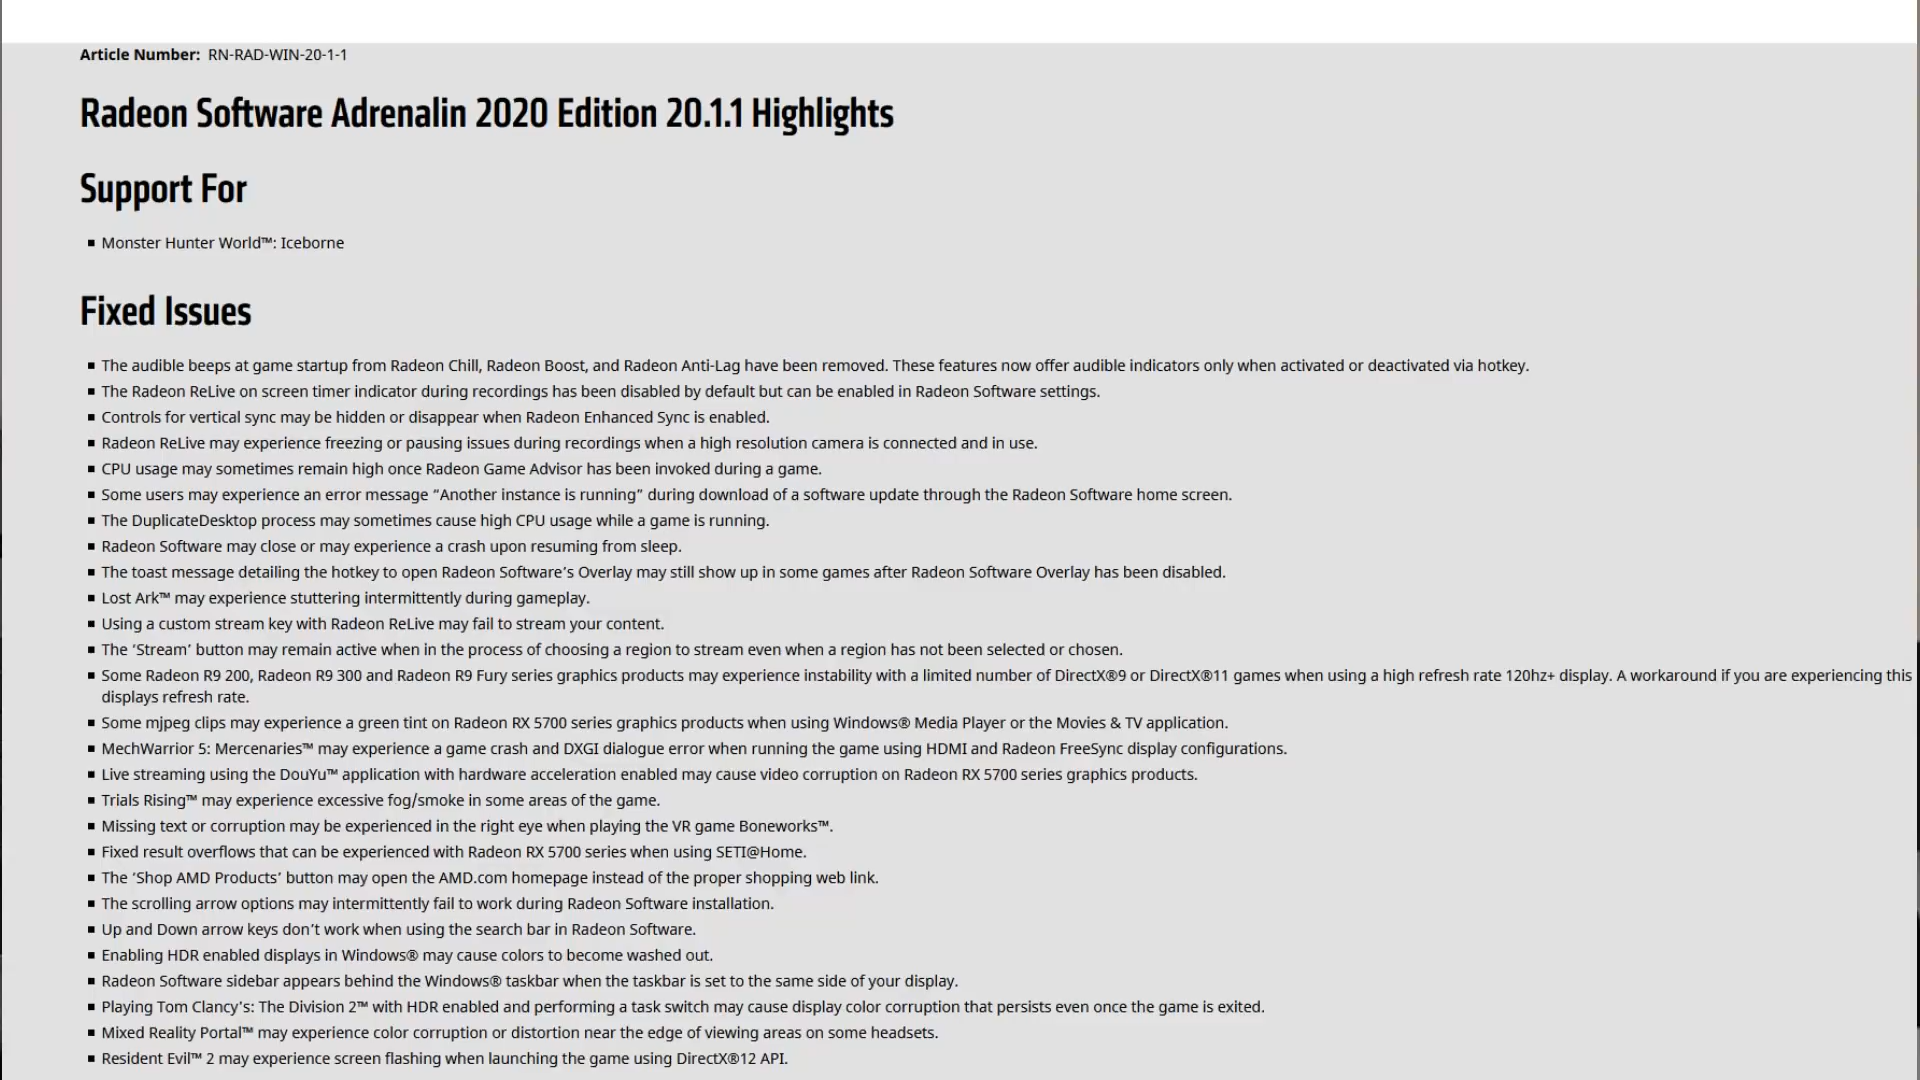 Article Number: RN-RAD-WIN-20-1-1
Radeon Software Adrenalin 2020 Edition 20.1.1 Highlights
Support For
▪ Monster Hunter World™: Iceborne
Fixed Issues
▪ The audible beeps at game startup from Radeon Chill, Radeon Boost, and Radeon Anti-Lag have been removed. These features now offer audible indicators only when activated or deactivated via hotkey.
▪ The Radeon ReLive on screen timer indicator during recordings has been disabled by default but can be enabled in Radeon Software settings.
▪ Controls for vertical sync may be hidden or disappear when Radeon Enhanced Sync is enabled.
▪ Radeon ReLive may experience freezing or pausing issues during recordings when a high resolution camera is connected and in use.
▪ CPU usage may sometimes remain high once Radeon Game Advisor has been invoked during a game.
▪ Some users may experience an error message “Another instance is running” during download of a software update through the Radeon Software home screen.
▪ The DuplicateDesktop process may sometimes cause high CPU usage while a game is running.
▪ Radeon Software may close or may experience a crash upon resuming from sleep.
▪ The toast message detailing the hotkey to open Radeon Software’s Overlay may still show up in some games after Radeon Software Overlay has been disabled.
▪ Lost Ark™ may experience stuttering intermittently during gameplay.
▪ Using a custom stream key with Radeon ReLive may fail to stream your content.
▪ The ‘Stream’ button may remain active when in the process of choosing a region to stream even when a region has not been selected or chosen.
▪ Some Radeon R9 200, Radeon R9 300 and Radeon R9 Fury series graphics products may experience instability with a limited number of DirectX®9 or DirectX®11 games when using a high refresh rate 120hz+ display. A workaround if you are experiencing this
displays refresh rate.
▪ Some mjpeg clips may experience a green tint on Radeon RX 5700 series graphics products when using Windows® Media Player or the Movies & TV application.
▪ MechWarrior 5: Mercenaries™ may experience a game crash and DXGI dialogue error when running the game using HDMI and Radeon FreeSync display configurations.
▪ Live streaming using the DouYu™ application with hardware acceleration enabled may cause video corruption on Radeon RX 5700 series graphics products.
▪ Trials Rising™ may experience excessive fog/smoke in some areas of the game.
▪ Missing text or corruption may be experienced in the right eye when playing the VR game Boneworks™.
▪ Fixed result overflows that can be experienced with Radeon RX 5700 series when using SETI@Home.
▪ The ‘Shop AMD Products’ button may open the AMD.com homepage instead of the proper shopping web link.
▪ The scrolling arrow options may intermittently fail to work during Radeon Software installation.
▪ Up and Down arrow keys don’t work when using the search bar in Radeon Software.
▪ Enabling HDR enabled displays in Windows® may cause colors to become washed out.
▪ Radeon Software sidebar appears behind the Windows® taskbar when the taskbar is set to the same side of your display.
▪ Playing Tom Clancy’s: The Division 2™ with HDR enabled and performing a task switch may cause display color corruption that persists even once the game is exited.
▪ Mixed Reality Portal™ may experience color corruption or distortion near the edge of viewing areas on some headsets.
▪ Resident Evil™ 2 may experience screen flashing when launching the game using DirectX®12 API.